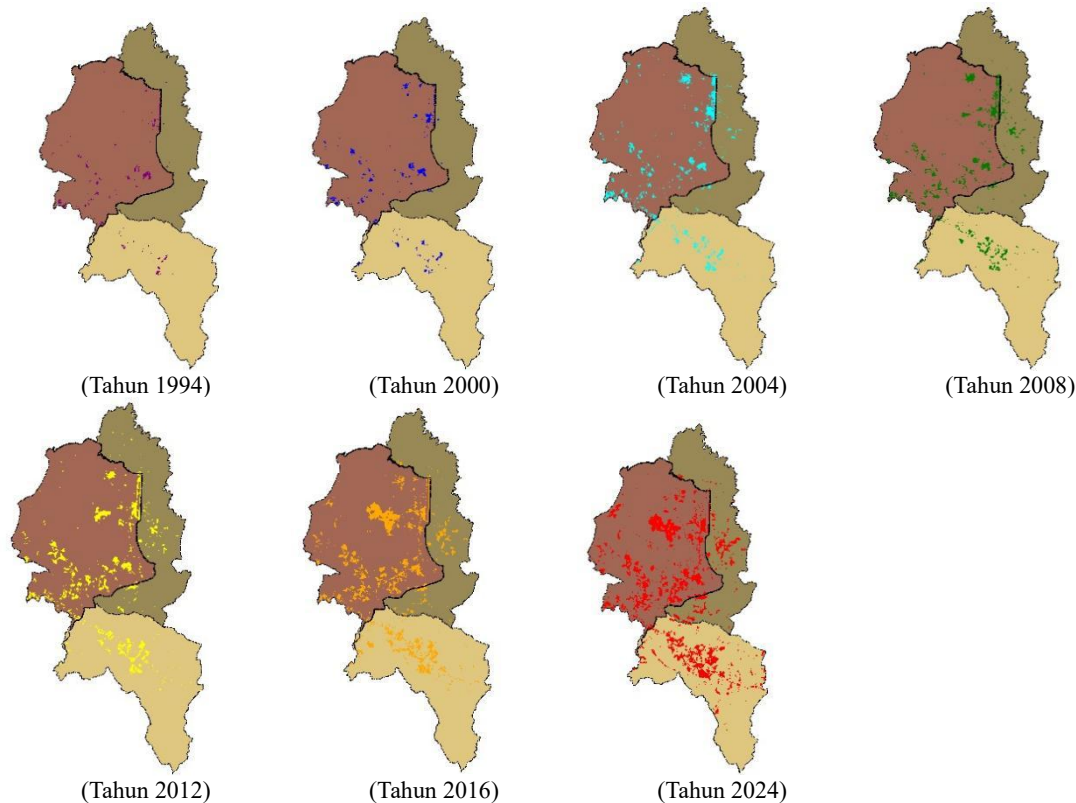 (Tahun 1994)
(Tahun 2000)
(Tahun 2004)
(Tahun 2008)
(Tahun 2012)
(Tahun 2016)
(Tahun 2024)